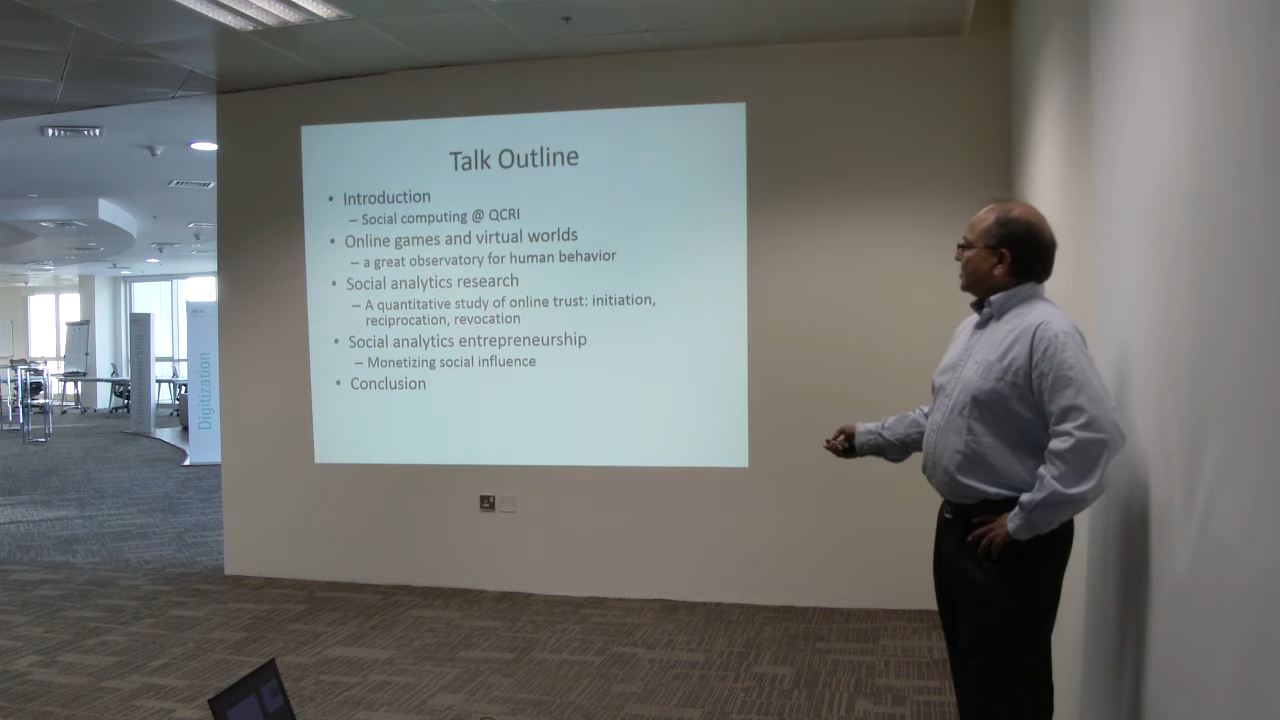 Talk Outline
• Introduction
– Social computing @ QCRI
• Online games and virtual worlds
– a great observatory for human behavior
• Social analytics research
– A quantitative study of online trust: initiation,
reciprocation, revocation
• Social analytics entrepreneurship
– Monetizing social influence
• Conclusion
Digitization